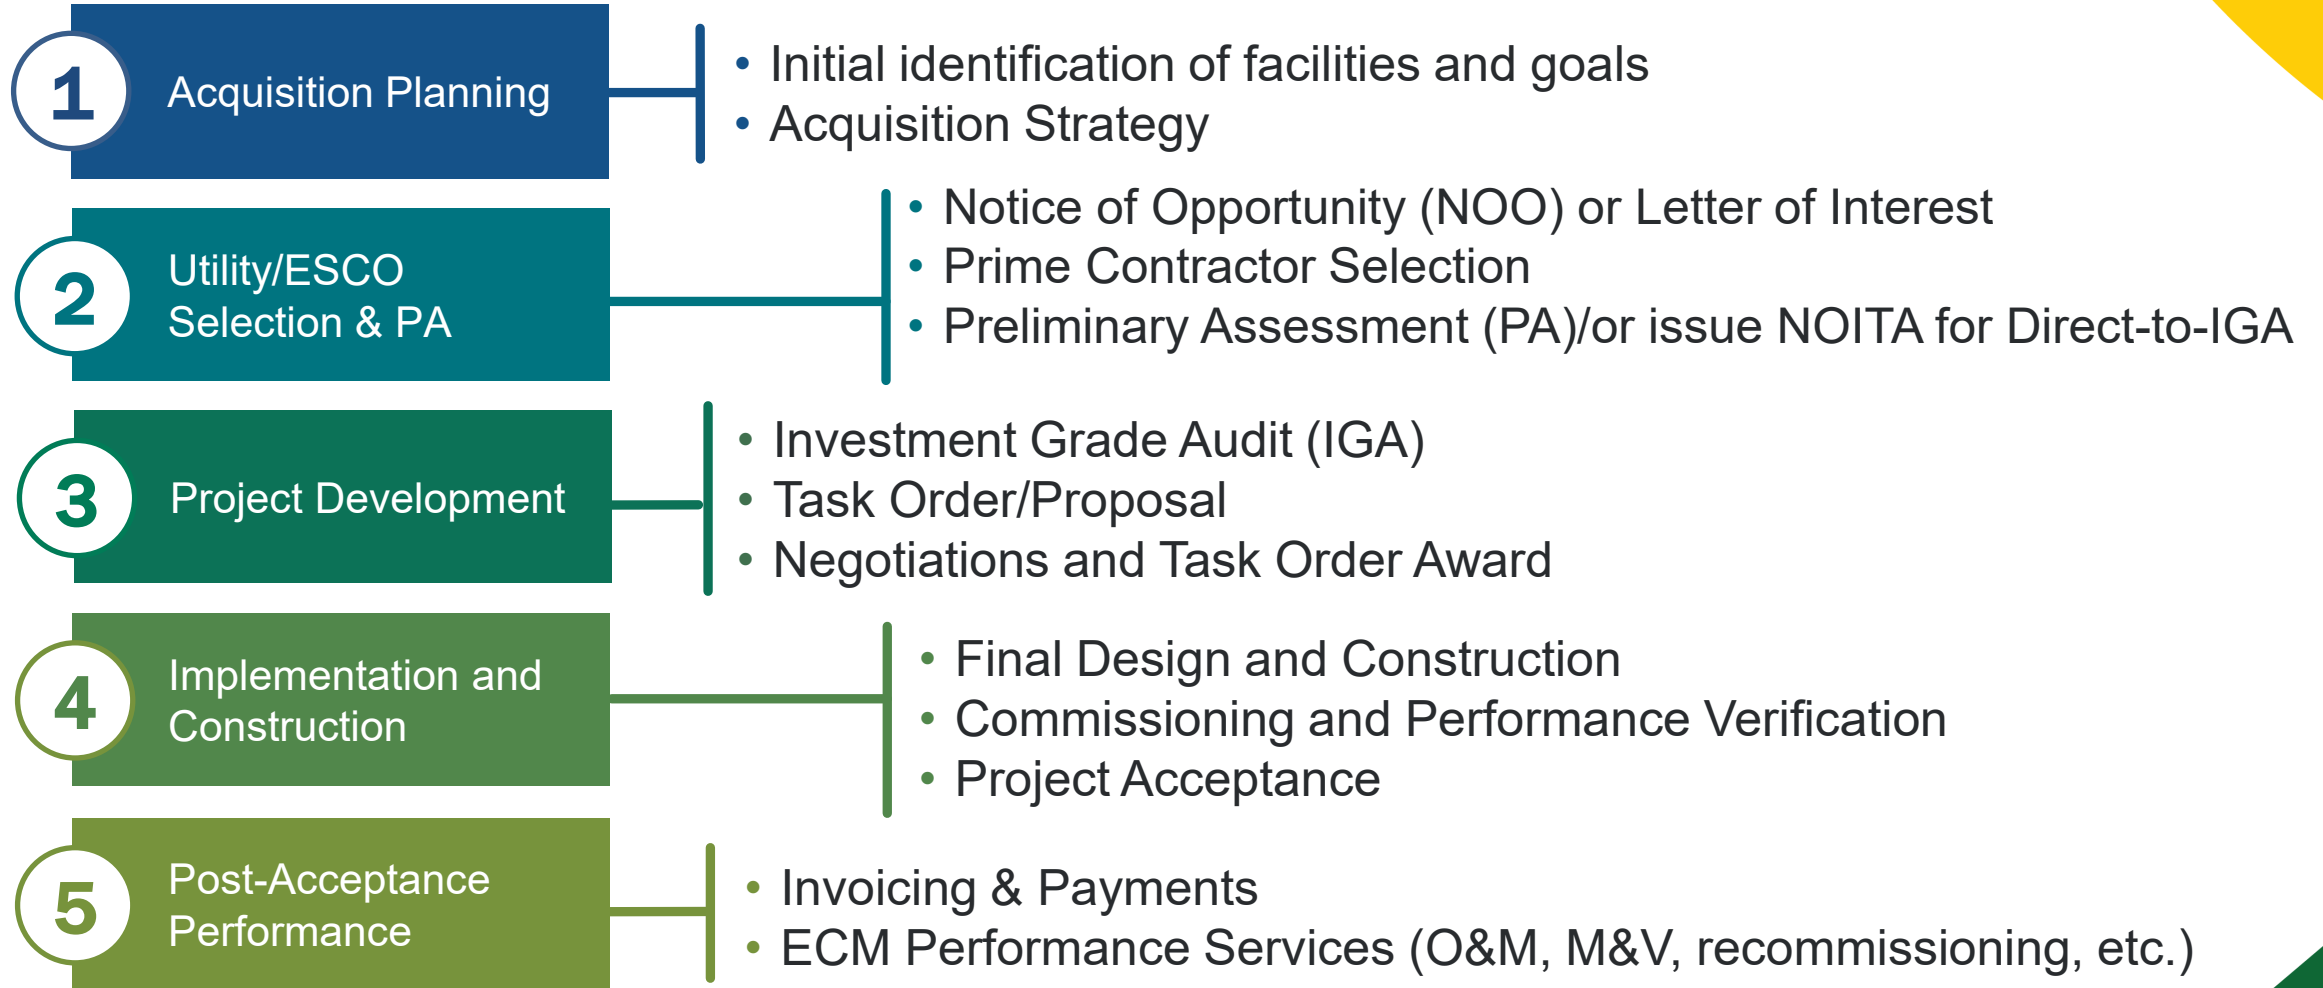 1
Acquisition Planning
• Initial identification of facilities and goals
• Acquisition Strategy
2
Utility/ESCO
Selection & PA
• Notice of Opportunity (NOO) or Letter of Interest
• Prime Contractor Selection
• Preliminary Assessment (PA)/or issue NOITA for Direct-to-IGA
3
Project Development
• Investment Grade Audit (IGA)
• Task Order/Proposal
• Negotiations and Task Order Award
4
Implementation and
Construction
• Final Design and Construction
• Commissioning and Performance Verification
• Project Acceptance
5
Post-Acceptance
Performance
• Invoicing & Payments
• ECM Performance Services (O&M, M&V, recommissioning, etc.)